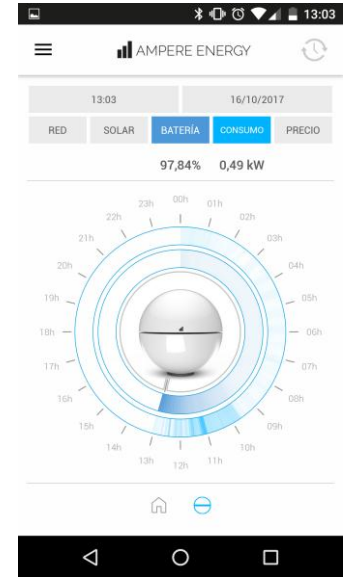 13:03
AMPERE ENERGY
13:03 16/10/2017
RED SOLAR BATERÍA CONSUMO PRECIO
97,84% 0,49 kW
00h
01h
02h
03h
04h
05h
06h
07h
08h
09h
10h
11h
12h
13h
14h
15h
16h
17h
18h
19h
20h
21h
22h
23h